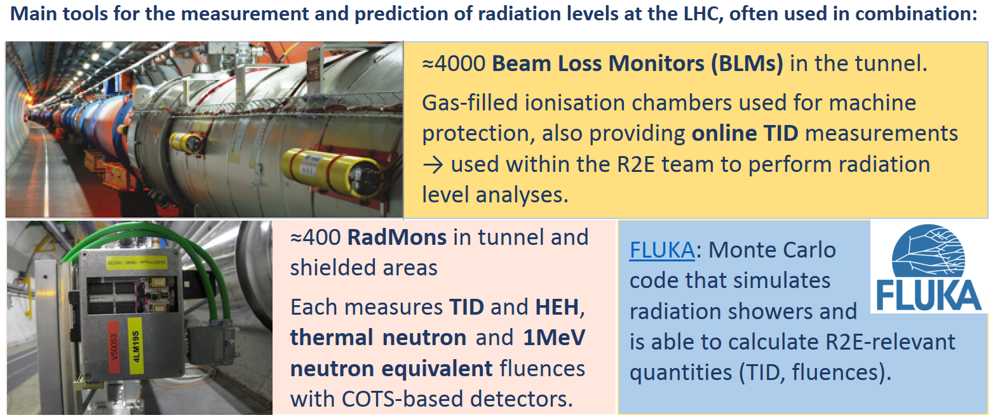 Main tools for the measurement and prediction of radiation levels at the LHC, often used in combination:
≈4000 Beam Loss Monitors (BLMs) in the tunnel.
Gas-filled ionisation chambers used for machine
protection, also providing online TID measurements
→ used within the R2E team to perform radiation
level analyses.
≈400 RadMons in tunnel and
shielded areas
Each measures TID and HEH,
thermal neutron and 1MeV
neutron equivalent fluences
with COTS-based detectors.
V50053
4LM19S
FLUKA: Monte Carlo
code that simulates
radiation showers and
is able to calculate R2E-relevant
quantities (TID, fluences).
FLUKA